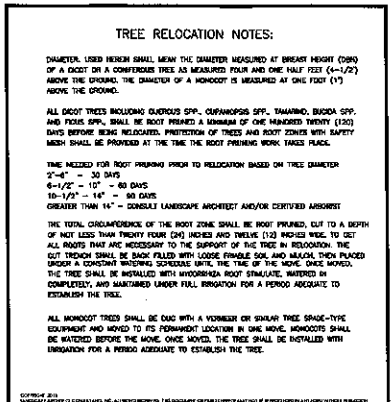 TREE RELOCATION NOTES:
DIAMETER, USED HEREIN SHALL MEAN THE DIAMETER MEASURED AT BREAST HEIGHT (DBH)
OF A DICOT OR A CONIFEROUS TREE AS MEASURED FOUR AND ONE HALF FEET (4-1/2')
ABOVE THE GROUND. THE DIAMETER OF A MONOCOT IS MEASURED AT ONE FOOT (1')
ABOVE THE GROUND.
ALL DICOT TREES INCLUDING QUERCUS SPP., CUPANIOPSIS SPP., TAMARIND, BUCIDA SPP.
AND FICUS SPP., SHALL BE ROOT PRUNED A MINIMUM OF ONE HUNDRED TWENTY (120)
DAYS BEFORE BEING RELOCATED. PROTECTION OF TREES AND ROOT ZONES WITH SAFETY
MESH SHALL BE PROVIDED AT THE TIME THE ROOT PRUNING WORK TAKES PLACE.
TIME NEEDED FOR ROOT PRUNING PRIOR TO RELOCATION BASED ON TREE DIAMETER
2"-6" - 30 DAYS
6-1/2" - 10" - 60 DAYS
10-1/2" - 14" - 90 DAYS
GREATER THAN 14" - CONSULT LANDSCAPE ARCHITECT AND/OR CERTIFIED ARBORIST
THE TOTAL CIRCUMFERENCE OF THE ROOT ZONE SHALL BE ROOT PRUNED, CUT TO A DEPTH
OF NOT LESS THAN TWENTY FOUR (24) INCHES AND TWELVE (12) INCHES WIDE, TO GET
ALL ROOTS THAT ARE NECESSARY TO THE SUPPORT OF THE TREE IN RELOCATION. THE
CUT TRENCH SHALL BE BACK FILLED WITH LOOSE FRIABLE SOIL AND MULCH, THEN PLACED
UNDER A CONSTANT WATERING SCHEDULE UNTIL THE TIME OF THE MOVE. ONCE MOVED,
THE TREE SHALL BE INSTALLED WITH MYCORRHIZA ROOT STIMULATE, WATERED IN
COMPLETELY, AND MAINTAINED UNDER FULL IRRIGATION FOR A PERIOD ADEQUATE TO
ESTABLISH THE TREE.
ALL MONOCOT TREES SHALL BE DUG WITH A VERMEER OR SIMILAR TREE SPADE-TYPE
EQUIPMENT AND MOVED TO ITS PERMANENT LOCATION IN ONE MOVE. MONOCOTS SHALL
BE WATERED BEFORE THE MOVE. ONCE MOVED, THE TREE SHALL BE INSTALLED WITH
IRRIGATION FOR A PERIOD ADEQUATE TO ESTABLISH THE TREE.
COPYRIGHT